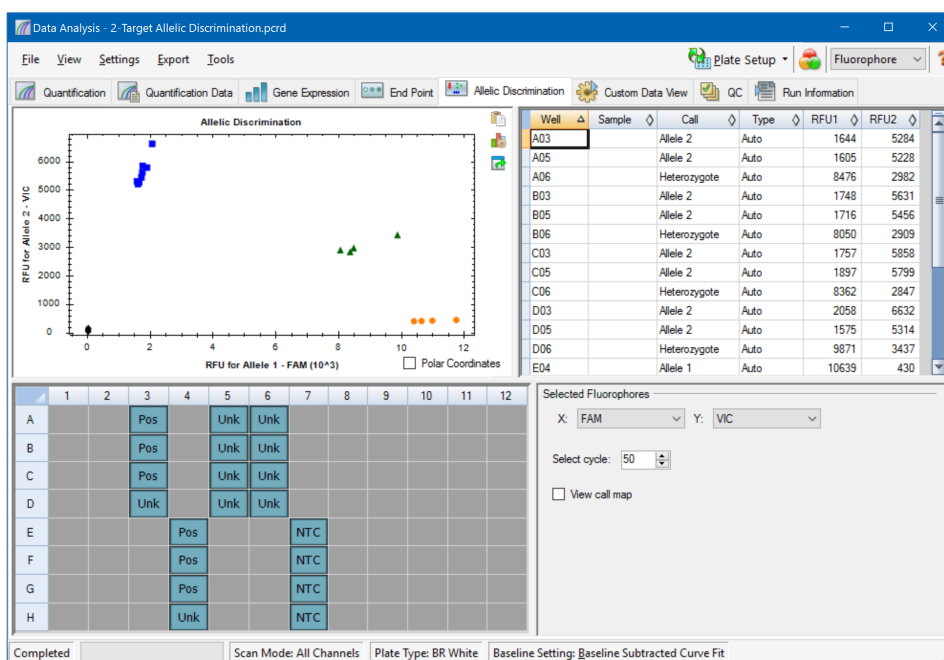 Data Analysis - 2-Target Allelic Discrimination.pcrd
File View Settings Export Tools Plate Setup Fluorophore ?
Quantification Quantification Data Gene Expression End Point Allelic Discrimination Custom Data View QC Run Information
Allelic Discrimination
RFU for Allele 2 - VIC
6000
5000
4000
3000
2000
1000
0
0 2 4 6 8 10 12
RFU for Allele 1 - FAM (10^3)
Polar Coordinates
Well Sample Call Type RFU1 RFU2
A03 Allele 2 Auto 1644 5284
A05 Allele 2 Auto 1605 5228
A06 Heterozygote Auto 8476 2982
B03 Allele 2 Auto 1748 5631
B05 Allele 2 Auto 1716 5456
B06 Heterozygote Auto 8050 2909
C03 Allele 2 Auto 1757 5858
C05 Allele 2 Auto 1897 5799
C06 Heterozygote Auto 8362 2847
D03 Allele 2 Auto 2058 6632
D05 Allele 2 Auto 1575 5314
D06 Heterozygote Auto 9871 3437
E04 Allele 1 Auto 10639 430
1 2 3 4 5 6 7 8 9 10 11 12
A Pos Unk Unk
B Pos Unk Unk
C Pos Unk Unk
D Unk Unk Unk
E Pos NTC
F Pos NTC
G Pos NTC
H Unk NTC
Selected Fluorophores
X: FAM Y: VIC
Select cycle: 50
View call map
Completed Scan Mode: All Channels Plate Type: BR White Baseline Setting: Baseline Subtracted Curve Fit